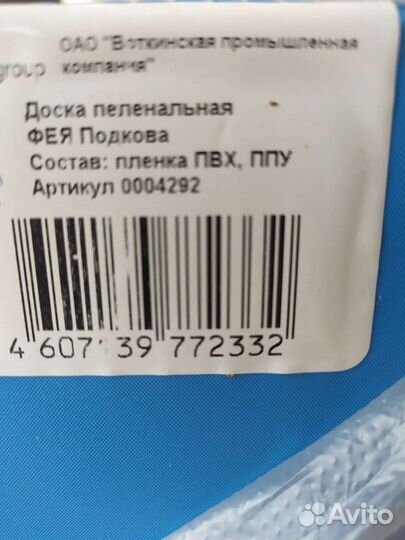 ОАО "Воткинская промышленная
group компания"
Доска пеленальная
ФЕЯ Подкова
Состав: пленка ПВХ, ППУ
Артикул 0004292
4 607139 772332
Avito